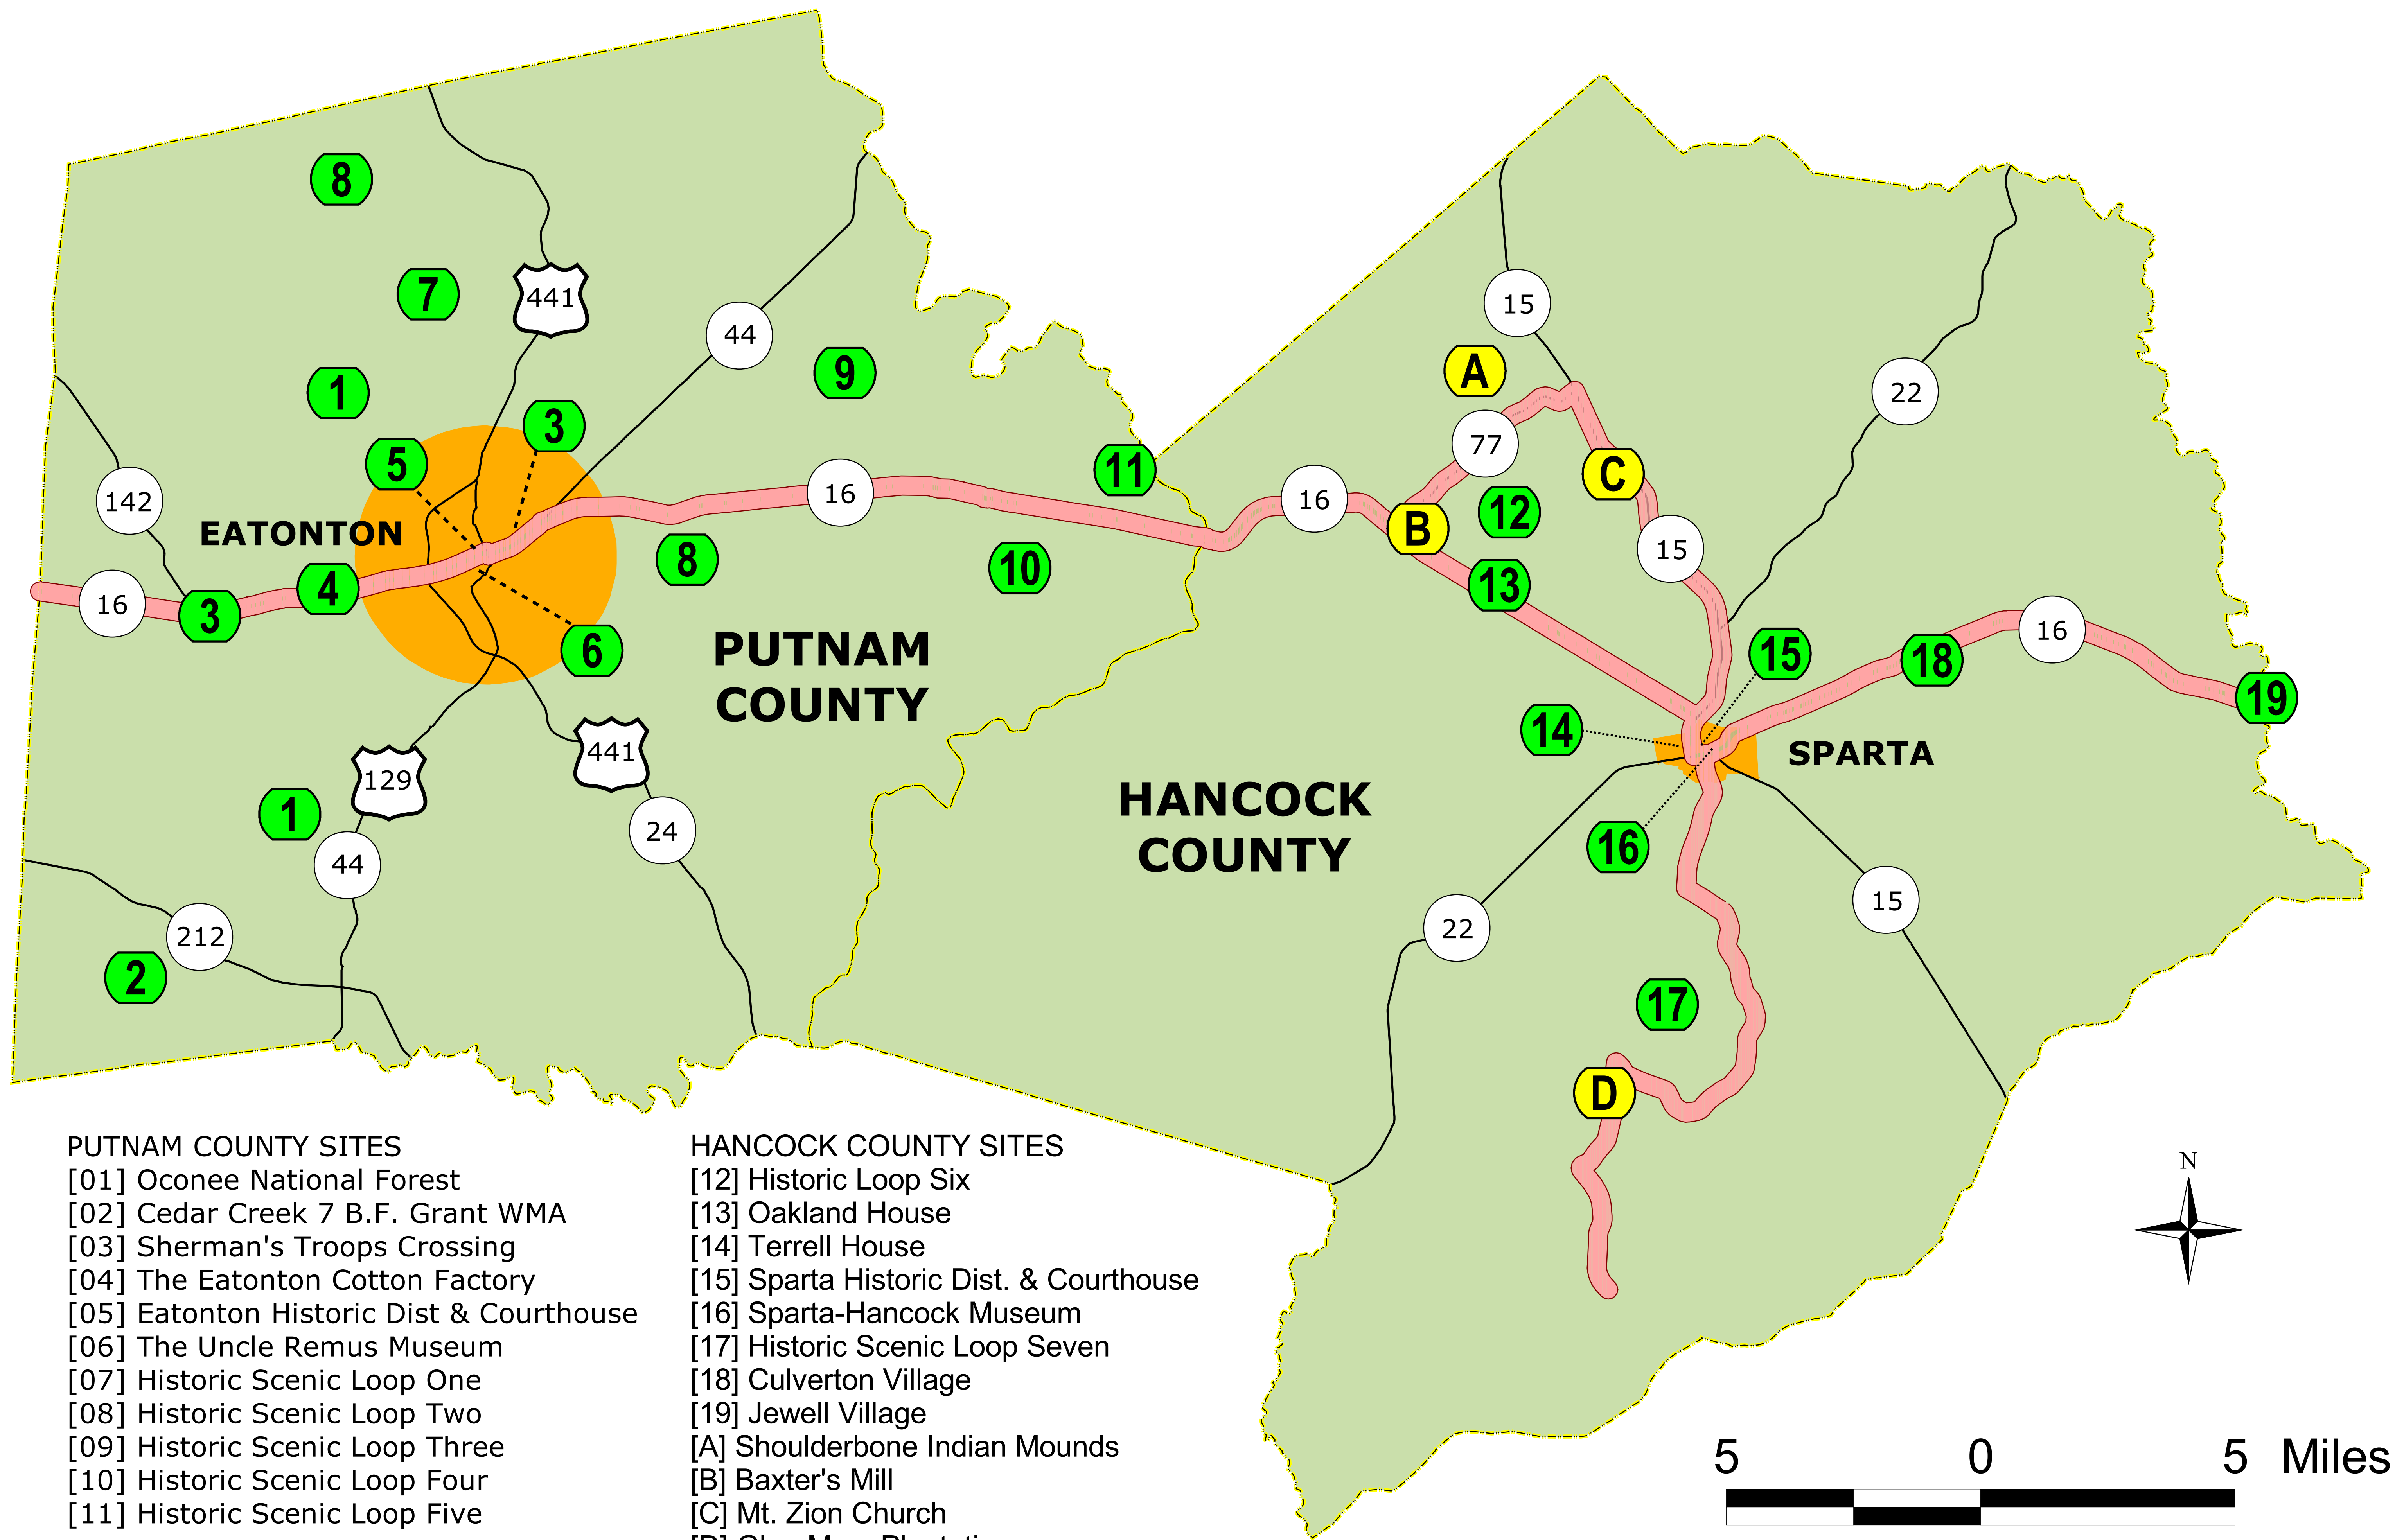 8
7
441
44
1
9
3
5
142
EATONTON
16
3
4
16
8
10
11
6
PUTNAM
COUNTY
441
129
1
44
24
212
2
15
A
77
22
C
16
B
12
15
13
15
18
16
19
14
SPARTA
HANCOCK
COUNTY
16
22
15
17
D
PUTNAM COUNTY SITES
[01] Oconee National Forest
[02] Cedar Creek 7 B.F. Grant WMA
[03] Sherman's Troops Crossing
[04] The Eatonton Cotton Factory
[05] Eatonton Historic Dist & Courthouse
[06] The Uncle Remus Museum
[07] Historic Scenic Loop One
[08] Historic Scenic Loop Two
[09] Historic Scenic Loop Three
[10] Historic Scenic Loop Four
[11] Historic Scenic Loop Five
HANCOCK COUNTY SITES
[12] Historic Loop Six
[13] Oakland House
[14] Terrell House
[15] Sparta Historic Dist. & Courthouse
[16] Sparta-Hancock Museum
[17] Historic Scenic Loop Seven
[18] Culverton Village
[19] Jewell Village
[A] Shoulderbone Indian Mounds
[B] Baxter's Mill
[C] Mt. Zion Church
N
5 0 5 Miles